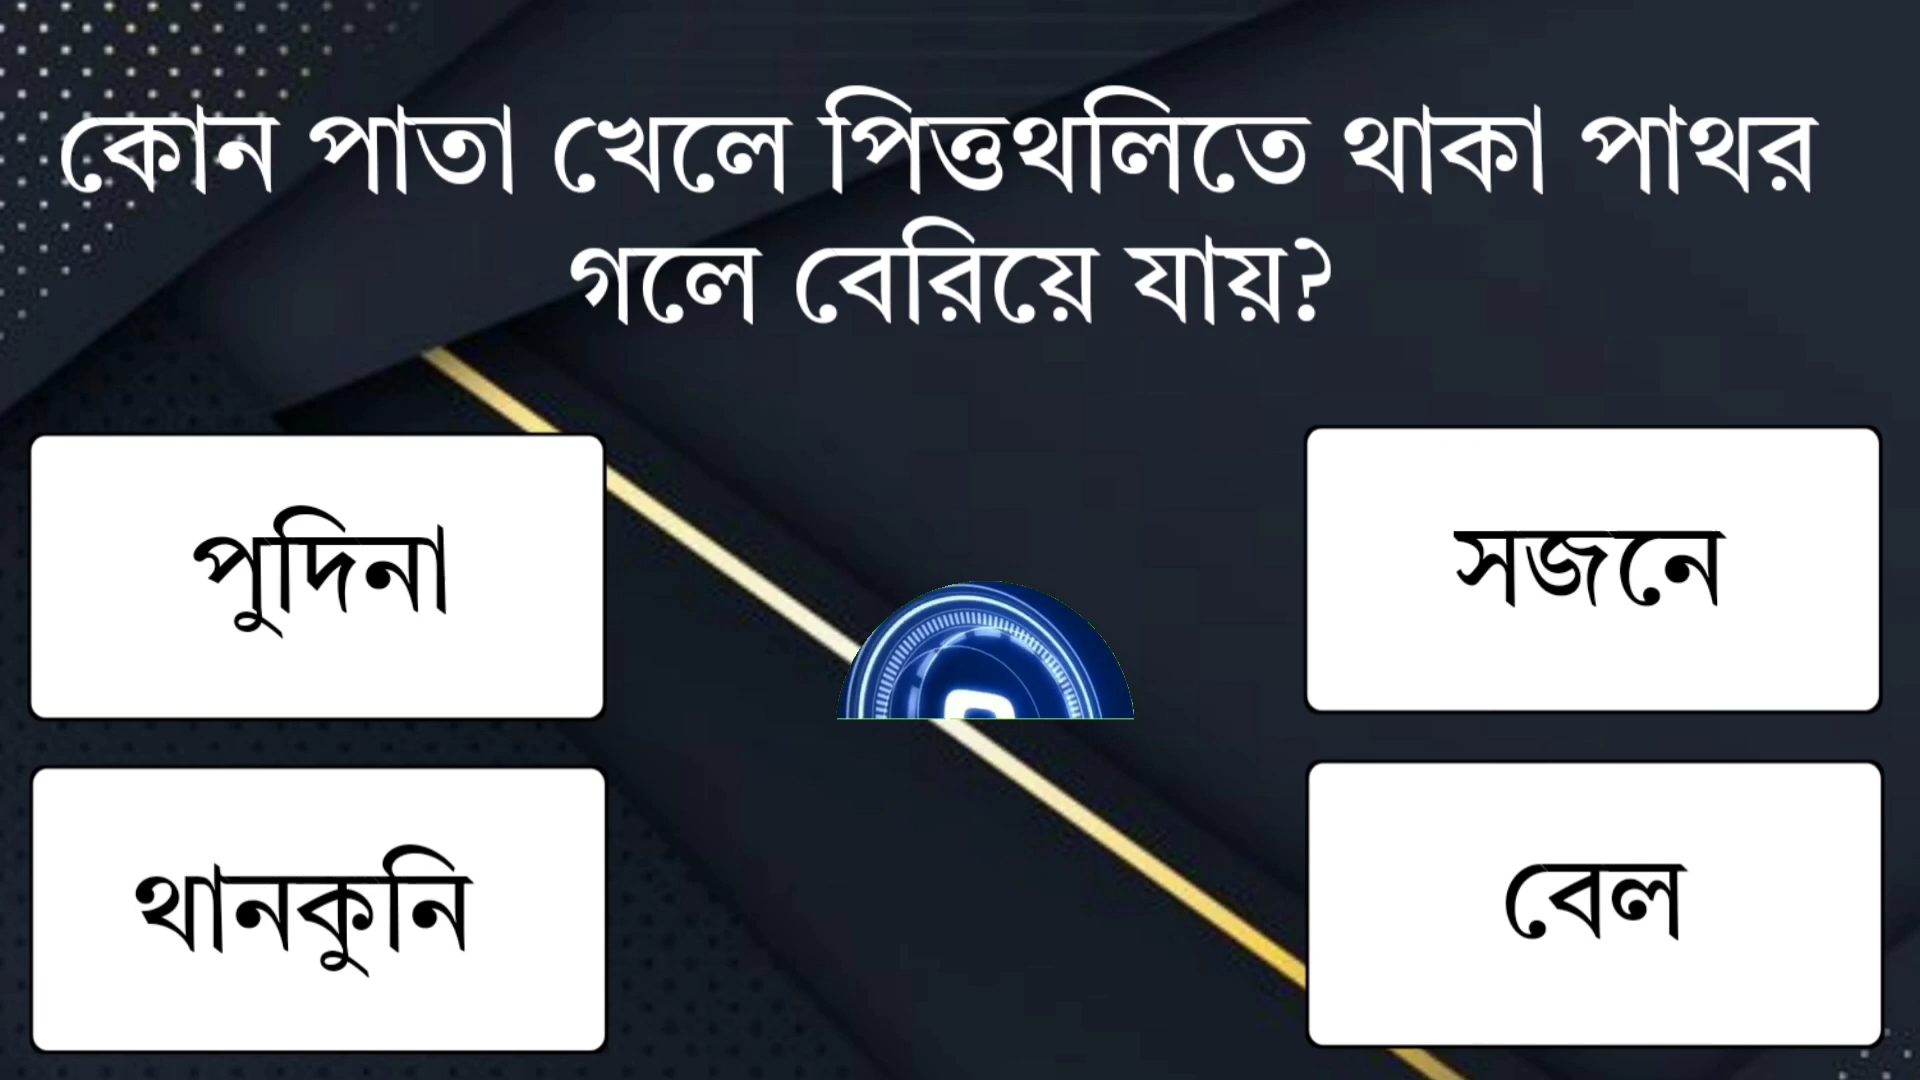 কোন পাতা খেলে পিত্তথলিতে থাকা পাথর
গলে বেরিয়ে যায়?
পুদিনা
সজনে
থানকুনি
বেল